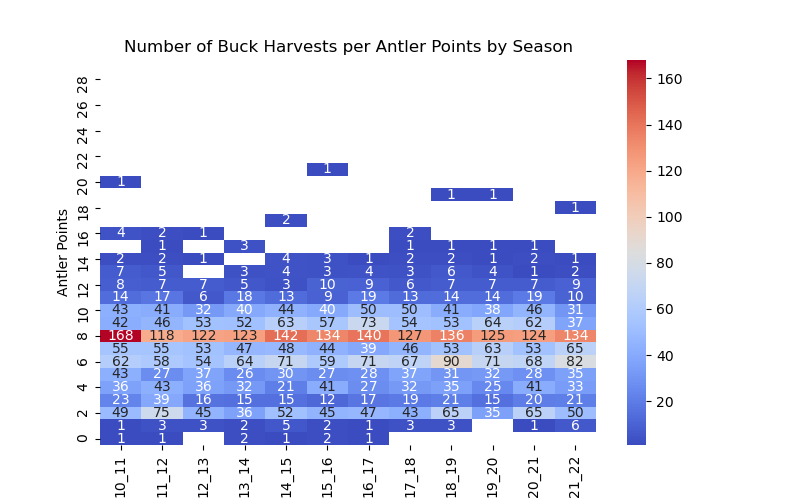 Number of Buck Harvests per Antler Points by Season
Antler Points
28
26
24
22
1
20 1
1 1
18 1
2
16 4 2 1 2
1 3 1 1 1 1
14 2 2 1 4 3 1 2 2 1 2 1
7 5 3 4 3 4 3 6 4 1 2
12 8 7 7 5 3 10 9 6 7 7 7 9
14 17 6 18 13 9 19 13 14 14 19 10
10 43 41 32 40 44 40 50 50 41 38 46 31
42 46 53 52 63 57 73 54 53 64 62 37
8 168 118 122 123 142 134 140 127 136 125 124 134
55 55 53 47 48 44 39 46 53 63 53 65
6 62 58 54 64 71 59 71 67 90 71 68 82
43 27 37 26 30 27 28 37 31 32 28 35
4 36 43 36 32 21 41 27 32 35 25 41 33
23 39 16 15 15 12 17 19 21 15 20 21
2 49 75 45 36 52 45 47 43 65 35 65 50
1 3 3 2 5 2 1 3 3 1 6
0 1 1 2 1 2 1
10_11 11_12 12_13 13_14 14_15 15_16 16_17 17_18 18_19 19_20 20_21 21_22
160
140
120
100
80
60
40
20